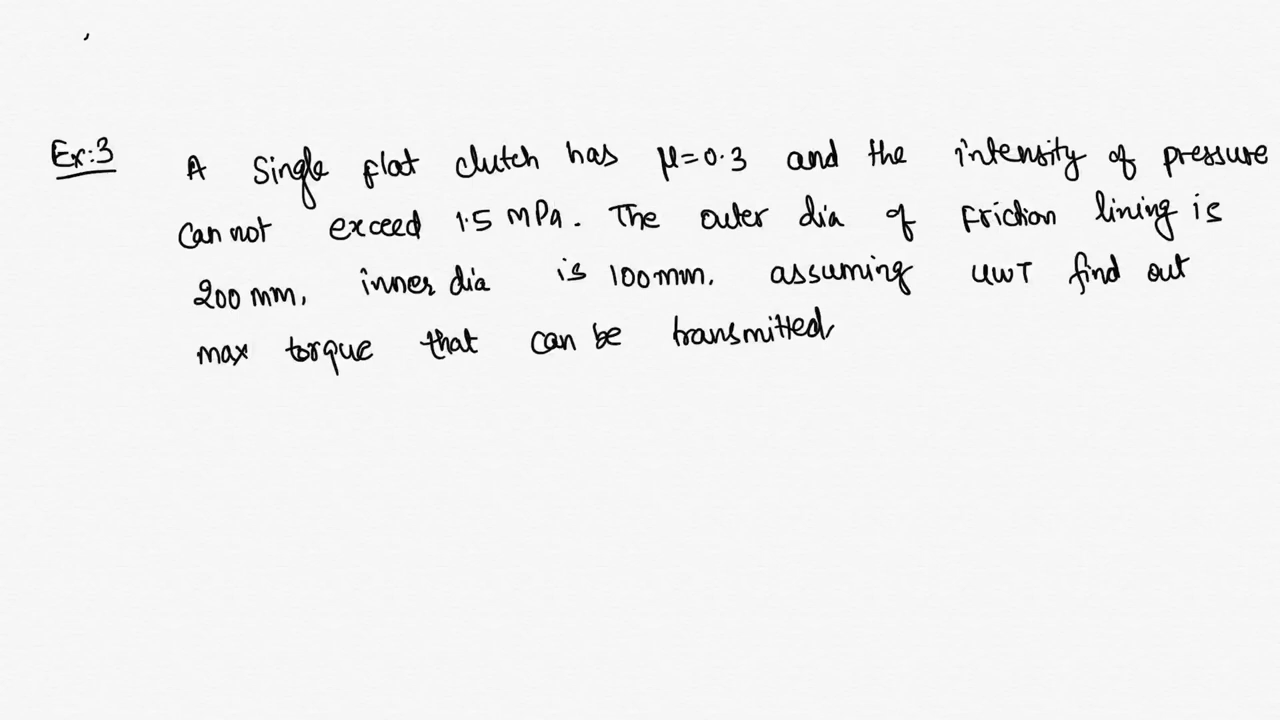 Ex:3 A single flat clutch has μ=0.3 and the intensity of pressure
can not exceed 1.5 MPa. The outer dia of friction lining is
200 mm, inner dia is 100mm. assuming UWT find out
max torque that can be transmitted